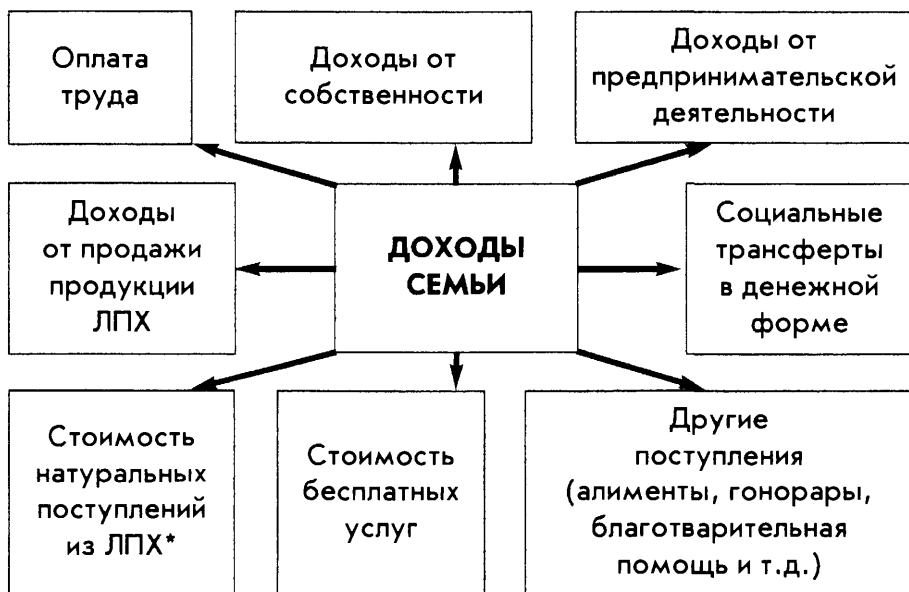 Оплата
труда
Доходы от
собственности
Доходы от
предпринимательской
деятельности
Доходы
от продажи
продукции
ЛПХ
ДОХОДЫ
СЕМЬИ
Социальные
трансферты
в денежной
форме
Стоимость
натуральных
поступлений
из ЛПХ*
Стоимость
бесплатных
услуг
Другие
поступления
(алименты, гонорары,
благотварительная
помощь и т.д.)